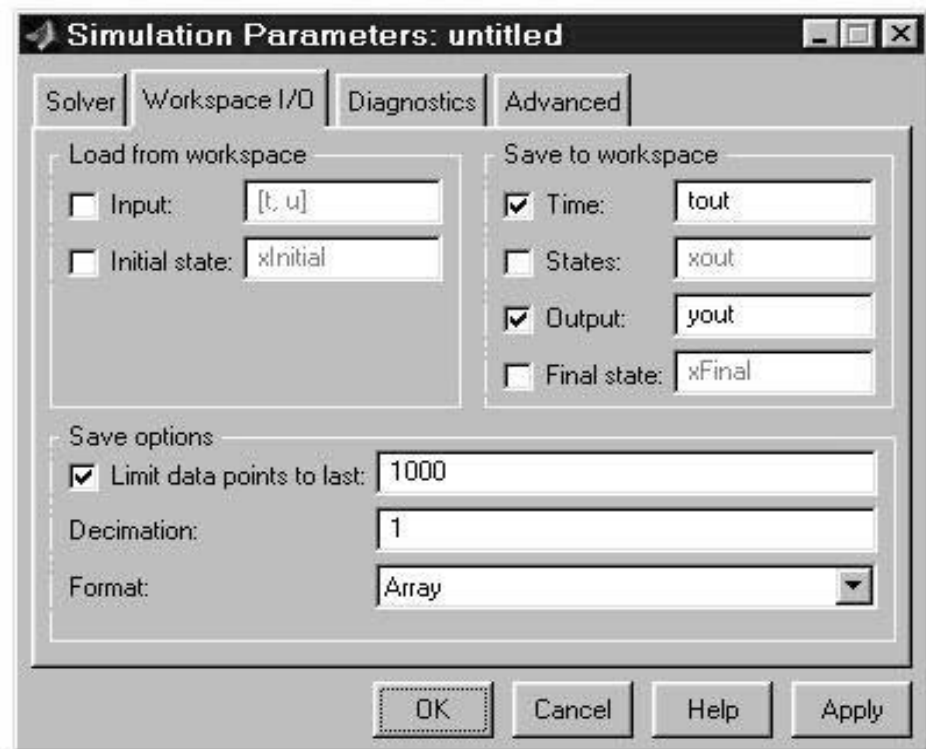 Simulation Parameters: untitled
Solver Workspace I/O Diagnostics Advanced
Load from workspace
Input: [t, u]
Initial state: xInitial
Save to workspace
Time: tout
States: xout
Output: yout
Final state: xFinal
Save options
Limit data points to last: 1000
Decimation: 1
Format: Array
OK Cancel Help Apply